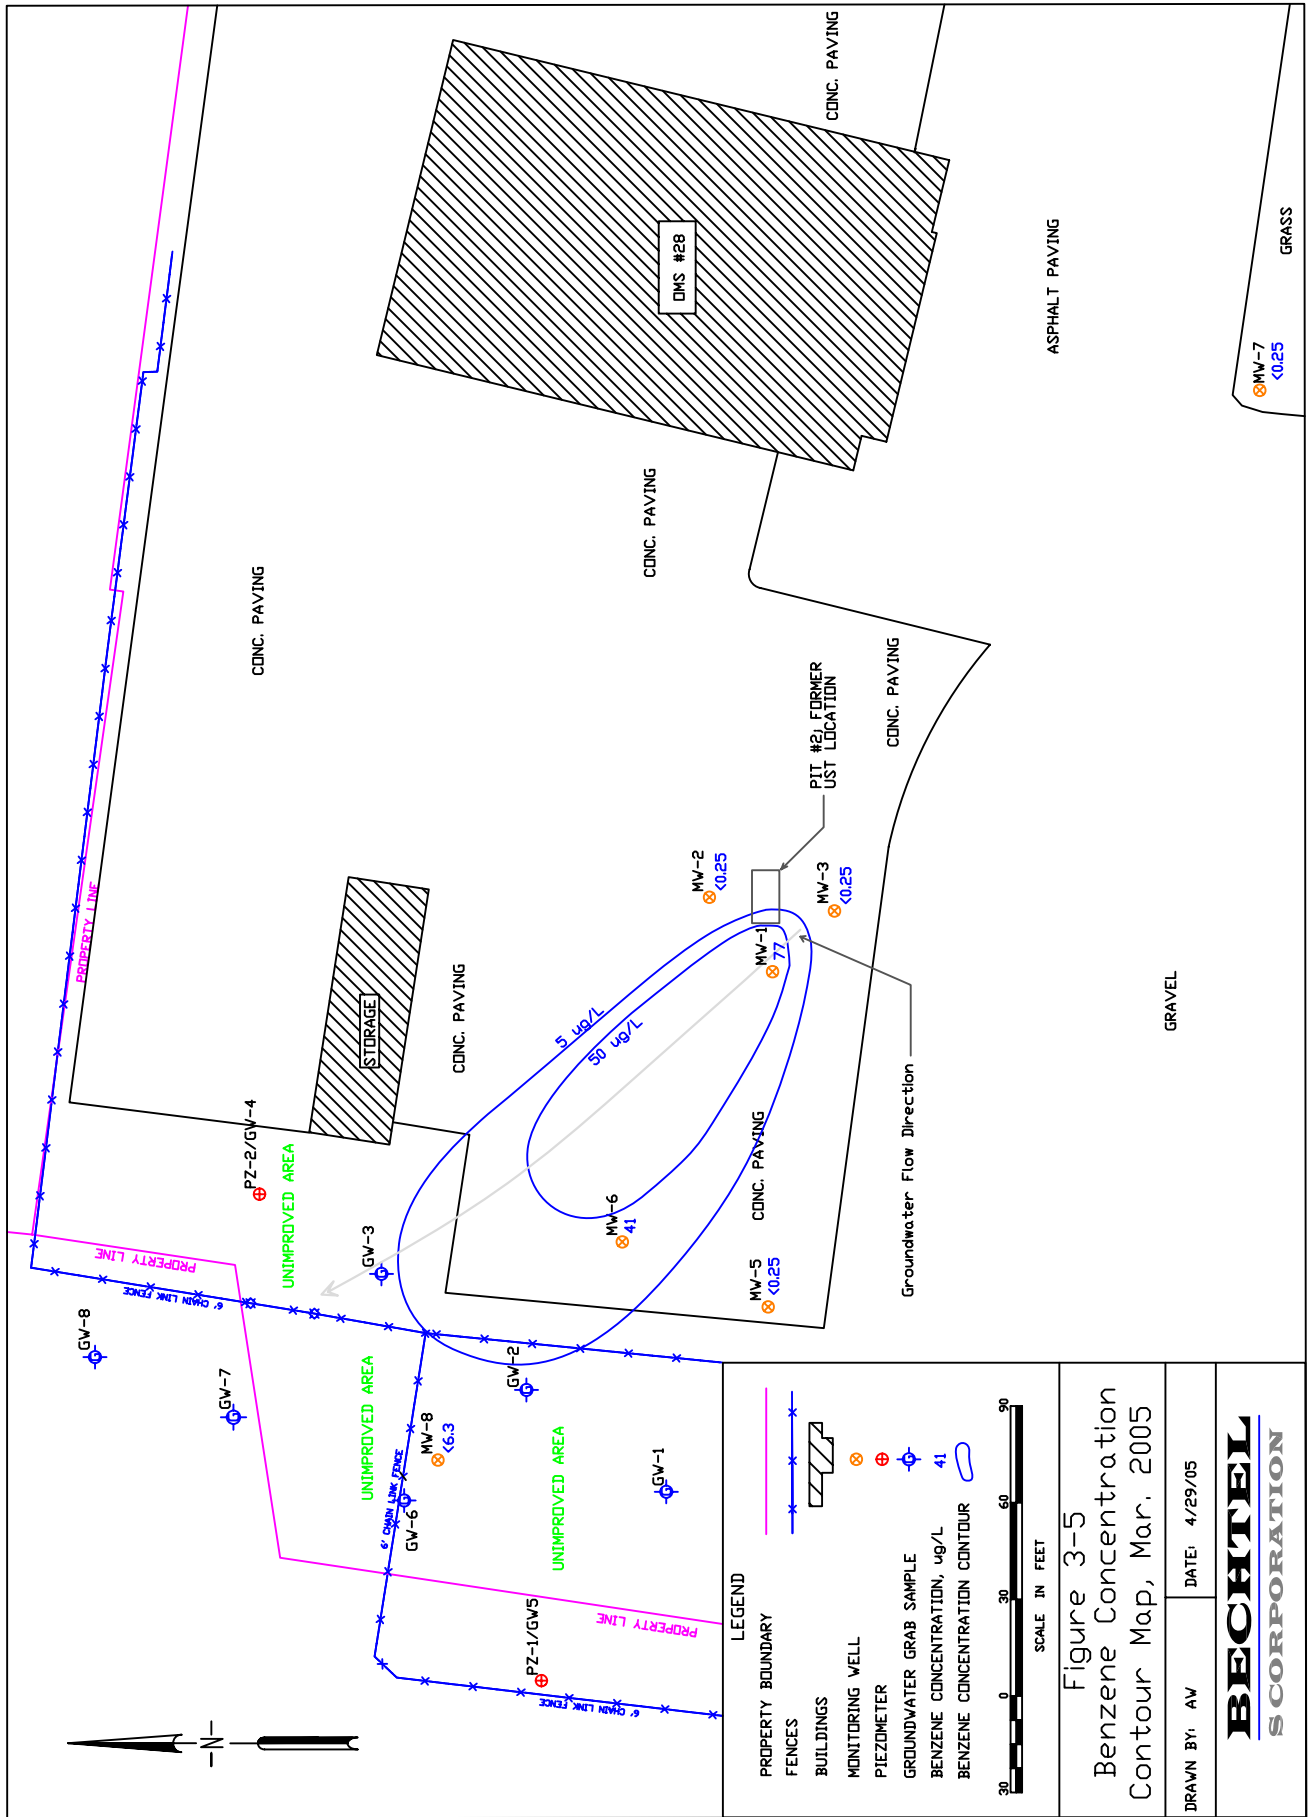 CONC. PAVING
OMS #28
ASPHALT PAVING
GRASS
MW-7
<0.25
CONC. PAVING
CONC. PAVING
PIT #2, FORMER
UST LOCATION
CONC. PAVING
PROPERTY LINE
STORAGE
CONC. PAVING
MW-2
<0.25
MW-3
<0.25
MW-1
77
5 ug/L
50 ug/L
GRAVEL
Groundwater Flow Direction
CONC. PAVING
PZ-2/GW-4
UNIMPROVED AREA
GW-3
MW-6
41
MW-5
<0.25
PROPERTY LINE
6' CHAIN LINK FENCE
GW-8
GW-7
UNIMPROVED AREA
MW-8
<6.3
GW-2
6' CHAIN LINK FENCE
GW-6
UNIMPROVED AREA
GW-1
PZ-1/GW5
PROPERTY LINE
6' CHAIN LINK FENCE
-N-
LEGEND
PROPERTY BOUNDARY
FENCES
BUILDINGS
MONITORING WELL
PIEZOMETER
GROUNDWATER GRAB SAMPLE
BENZENE CONCENTRATION, ug/L 41
BENZENE CONCENTRATION CONTOUR
30 0 30 60 90
SCALE IN FEET
Figure 3-5
Benzene Concentration
Contour Map, Mar. 2005
DRAWN BY: AW
DATE: 4/29/05
BECHTEL
S CORPORATION